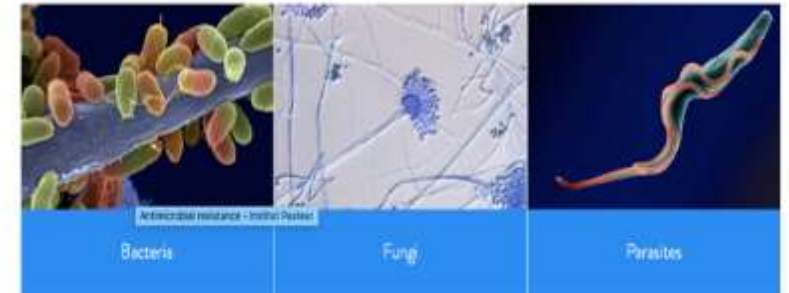 Antimicrobial resistance - Institut Pasteur
Bacteria
Fungi
Parasites